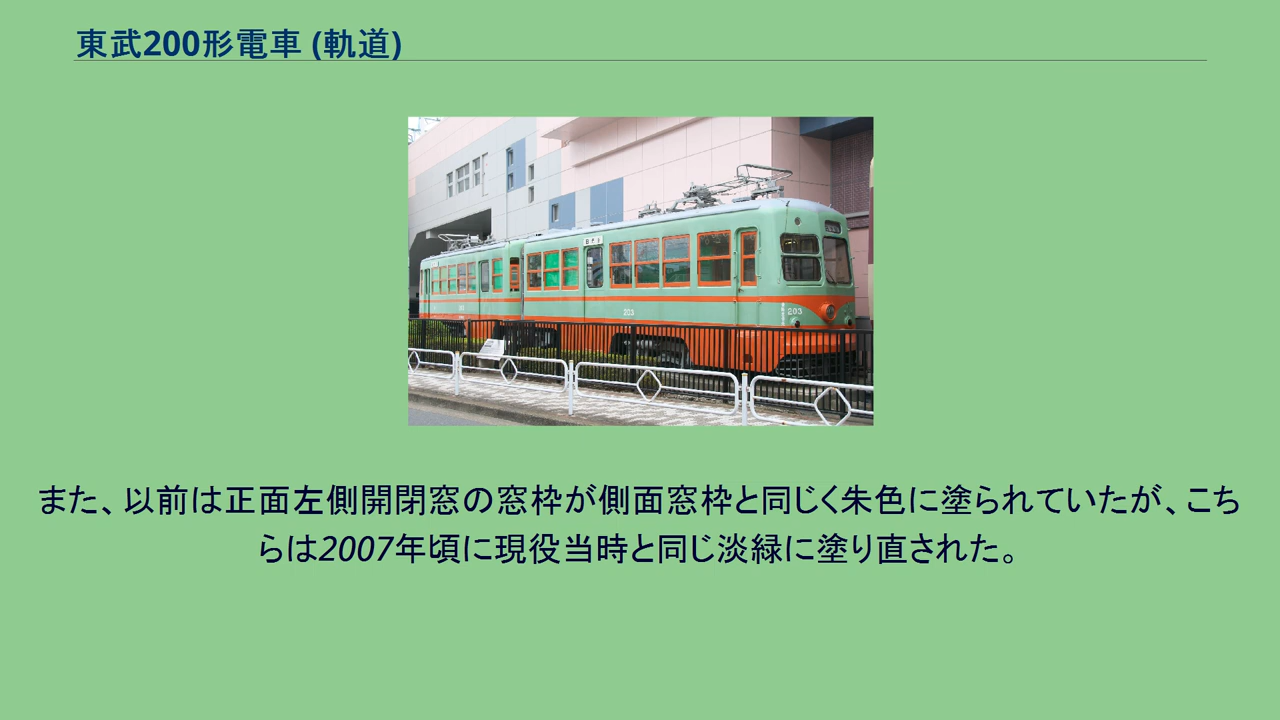 東武200形電車 (軌道)
203
203
また、以前は正面左側開閉窓の窓枠が側面窓枠と同じく朱色に塗られていたが、こち
らは2007年頃に現役当時と同じ淡緑に塗り直された。